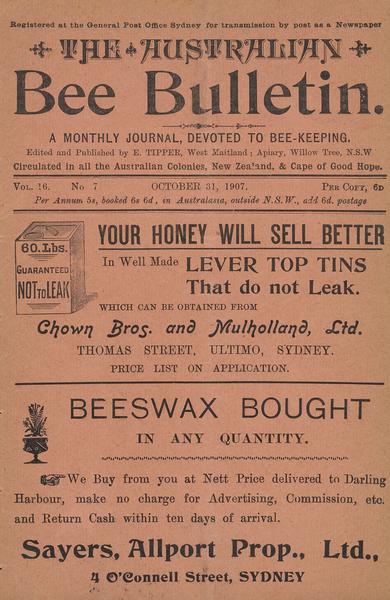 Registered at the General Post Office Sydney for transmission by post as a Newspaper
THE AUSTRALIAN
Bee Bulletin.
A MONTHLY JOURNAL, DEVOTED TO BEE-KEEPING.
Edited and Published by E. TIPPER, West Maitland; Apiary, Willow Tree, N.S.W
Circulated in all the Australian Colonies, New Zealand, & Cape of Good Hope.
VOL. 16. No 7 OCTOBER 31, 1907. PER COPY, 6D
Per Annum 5s, booked 6s 6d, in Australasia, outside N.S.W., add 6d. postage
60.Lbs.
GUARANTEED
NOT TO LEAK
YOUR HONEY WILL SELL BETTER
In Well Made LEVER TOP TINS
That do not Leak.
WHICH CAN BE OBTAINED FROM
Chown Bros. and Mulholland, Ltd.
THOMAS STREET, ULTIMO, SYDNEY.
PRICE LIST ON APPLICATION.
BEESWAX BOUGHT
IN ANY QUANTITY.
We Buy from you at Nett Price delivered to Darling
Harbour, make no charge for Advertising, Commission, etc.
and Return Cash within ten days of arrival.
Sayers, Allport Prop., Ltd.,
4 O'Connell Street, SYDNEY